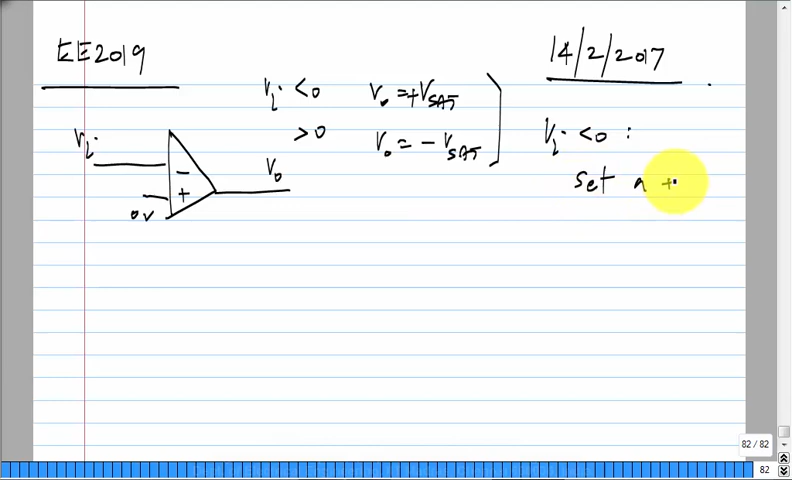 EE2019
14/2/2017
Vi <0 Vo = +VSAT
>0 Vo = - VSAT
Vi
-
+
0V
Vo
Vi <0 :
Set a +
82 / 82
82